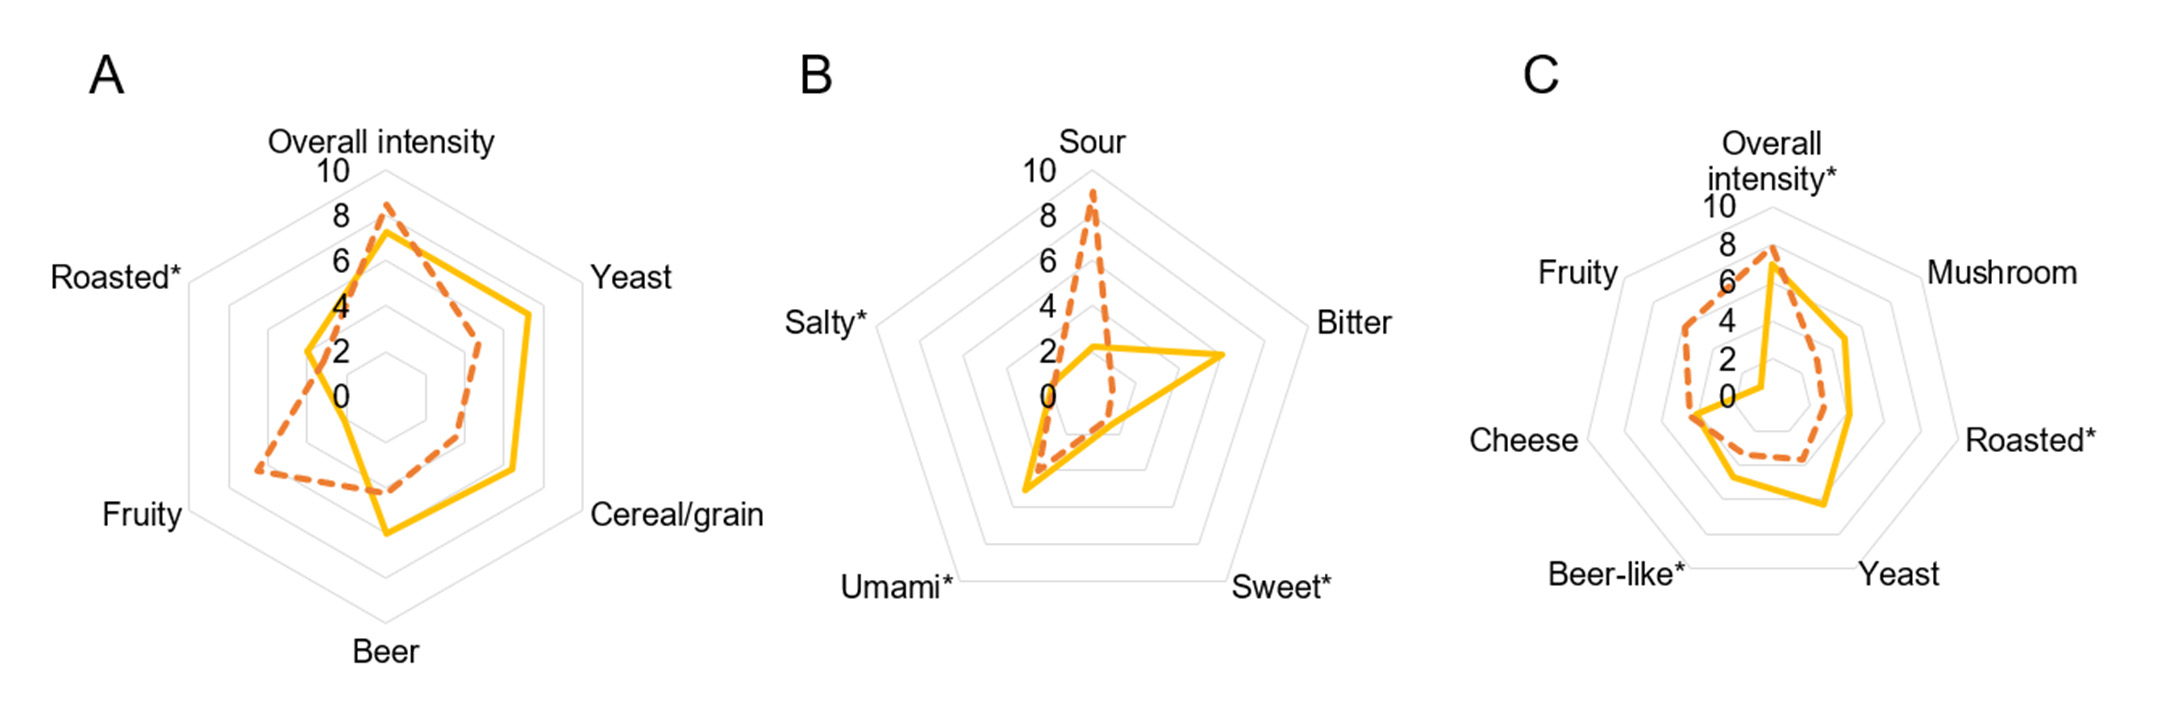 A
Overall intensity
10
8
6
4
2
0
Yeast
Cereal/grain
Beer
Fruity
Roasted*
B
Sour
10
8
6
4
2
0
Bitter
Sweet*
Umami*
Salty*
C
Overall
intensity*
10
8
6
4
2
0
Mushroom
Roasted*
Yeast
Beer-like*
Cheese
Fruity